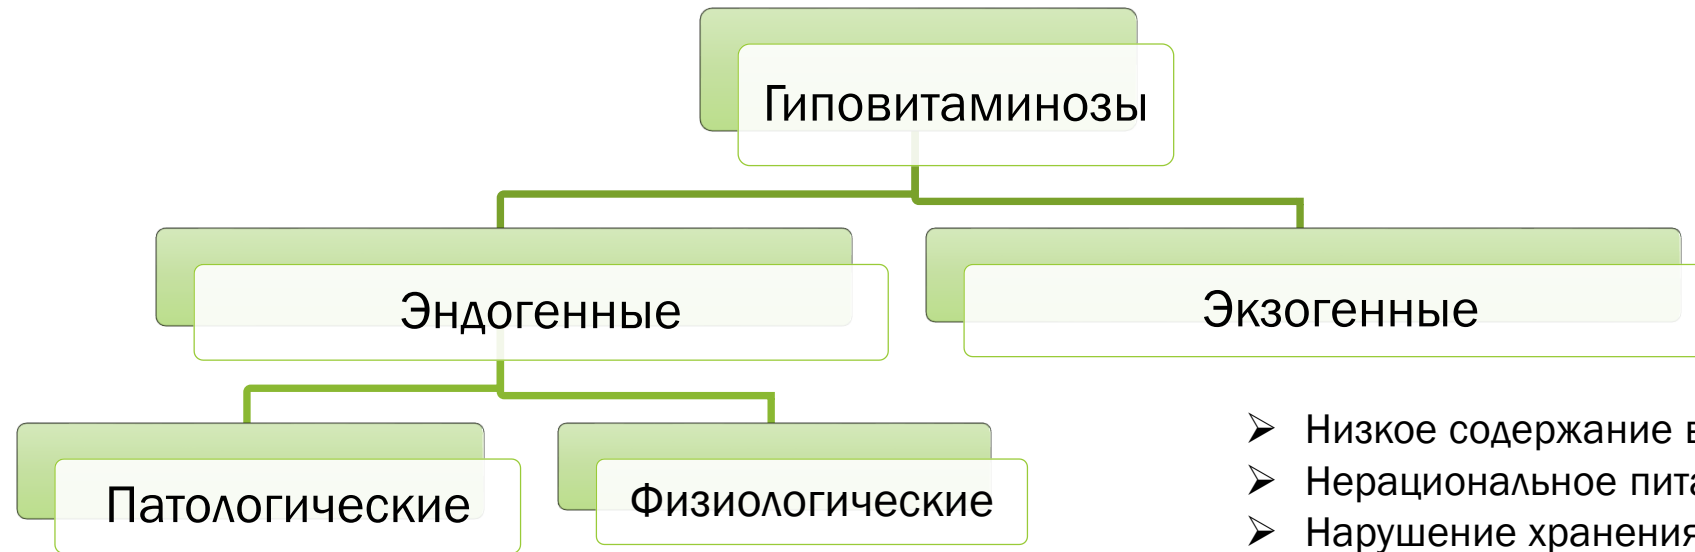 Гиповитаминозы
Эндогенные
Экзогенные
Патологические
Физиологические
➢ Низкое содержание
➢ Нерациональное
➢ Нарушение хранения